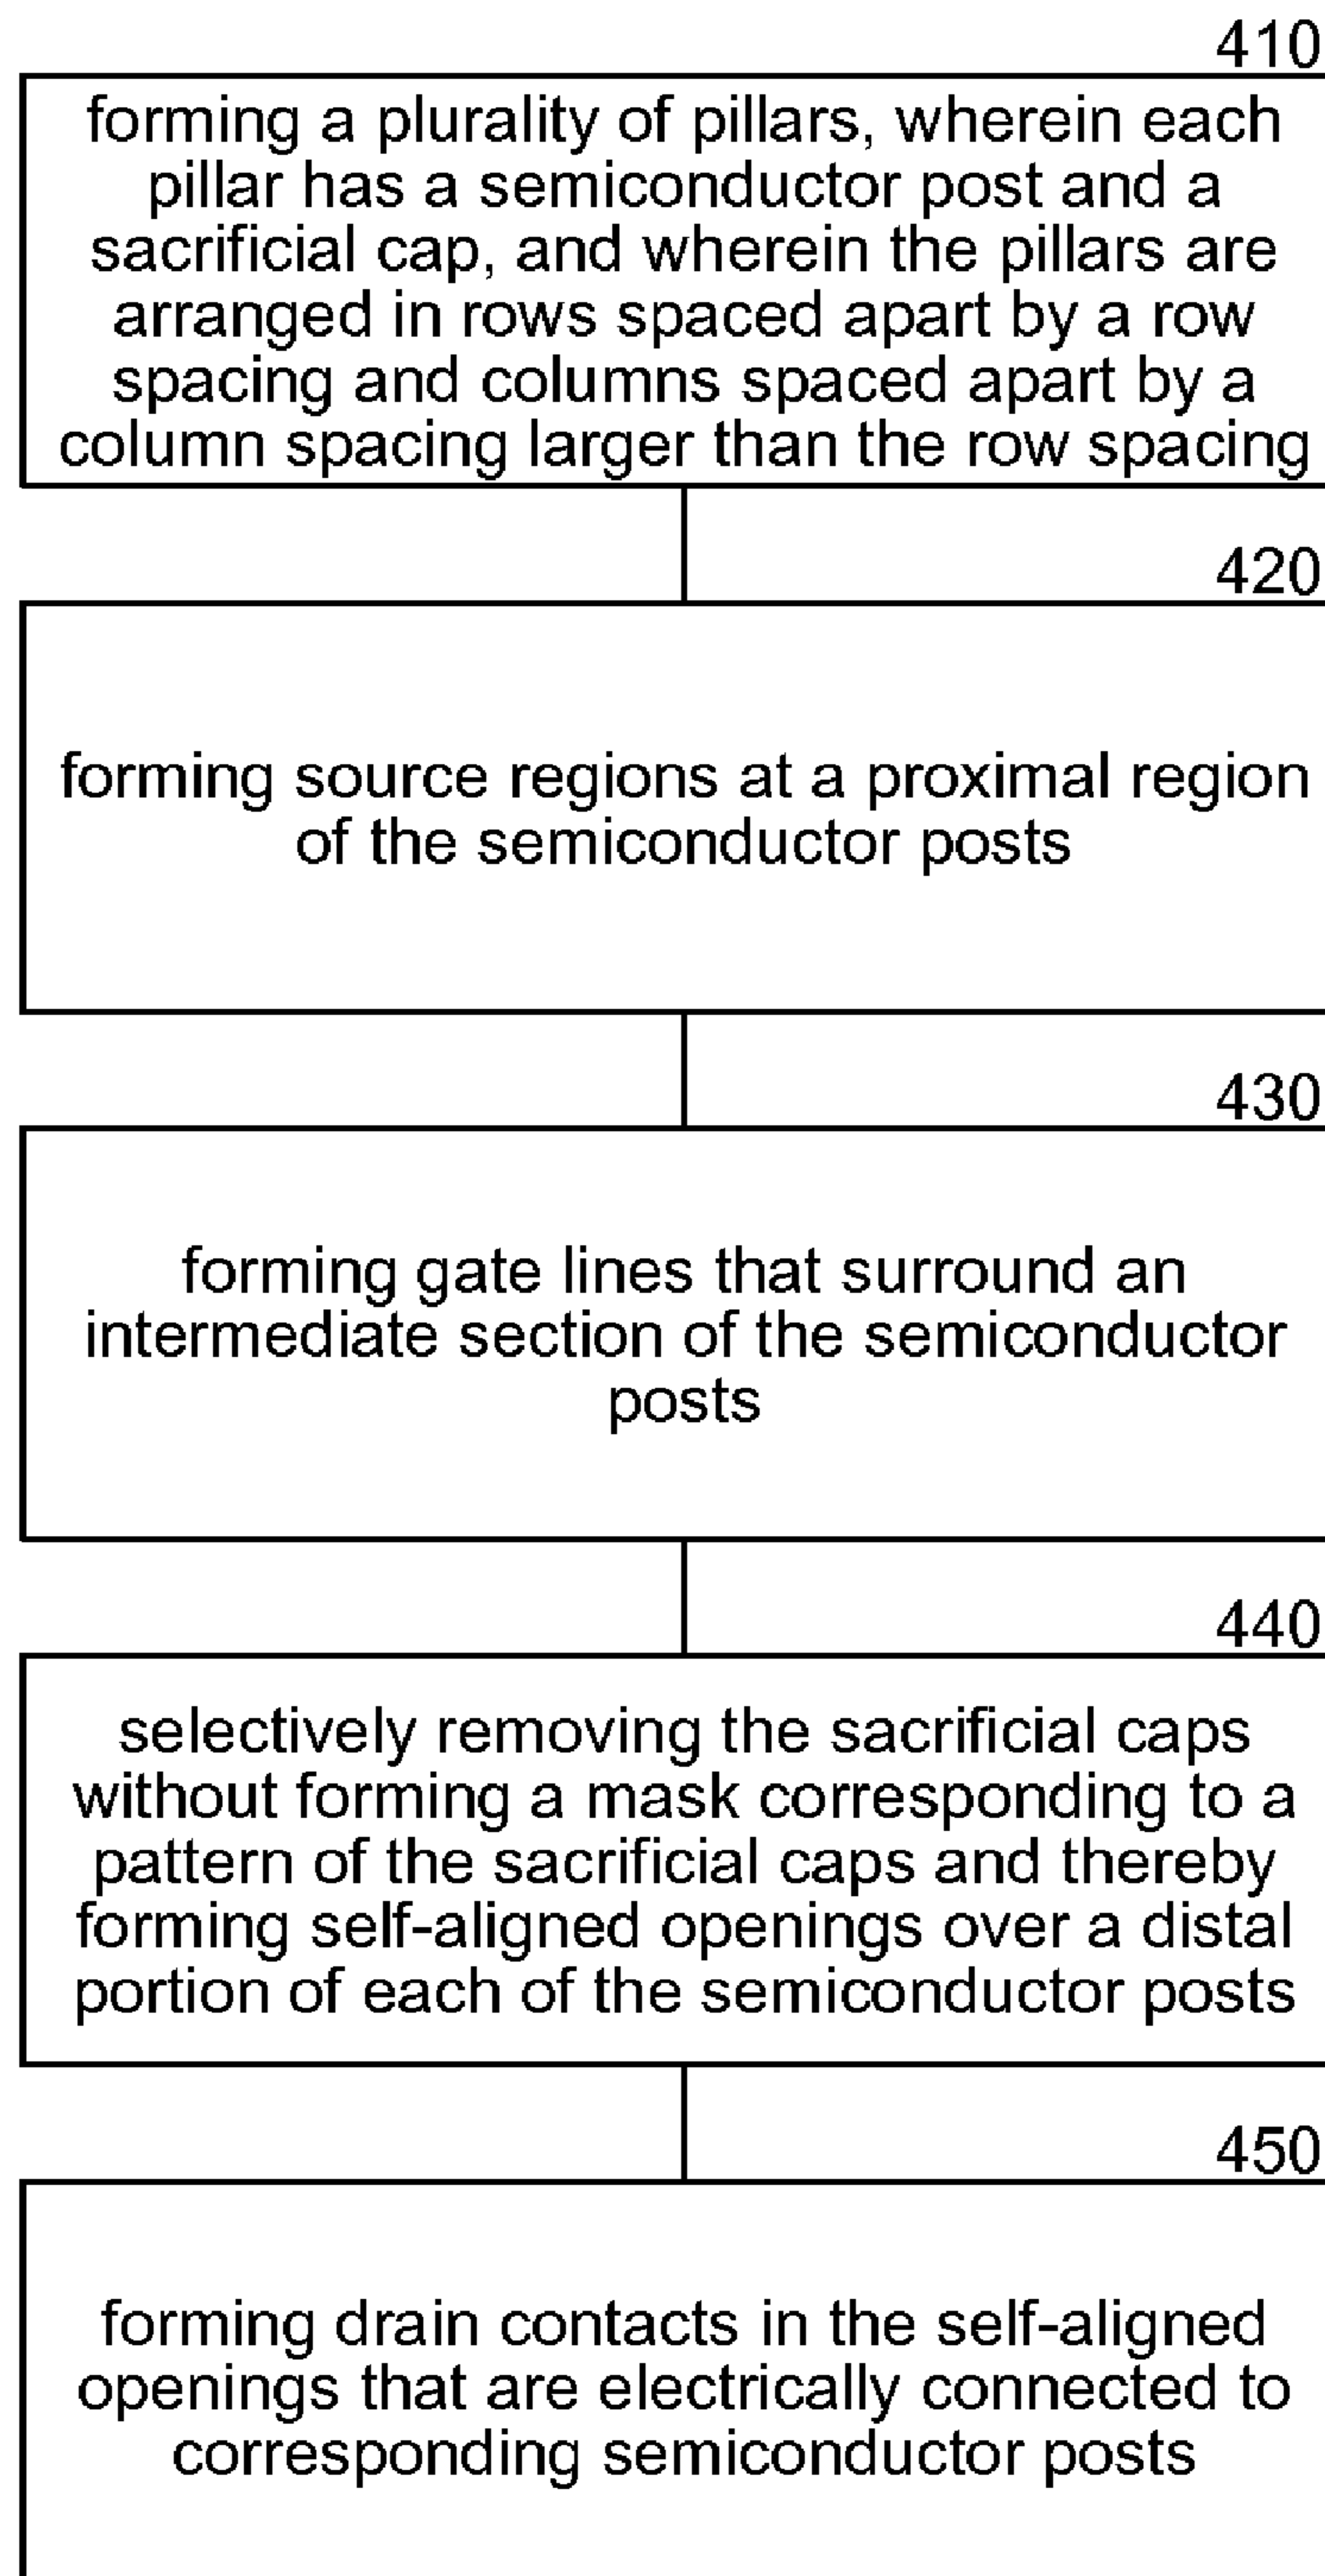 410
forming a plurality of pillars, wherein each
pillar has a semiconductor post and a
sacrificial cap, and wherein the pillars are
arranged in rows spaced apart by a row
spacing and columns spaced apart by a
column spacing larger than the row spacing
420
forming source regions at a proximal region
of the semiconductor posts
430
forming gate lines that surround an
intermediate section of the semiconductor
posts
440
selectively removing the sacrificial caps
without forming a mask corresponding to a
pattern of the sacrificial caps and thereby
forming self-aligned openings over a distal
portion of each of the semiconductor posts
450
forming drain contacts in the self-aligned
openings that are electrically connected to
corresponding semiconductor posts